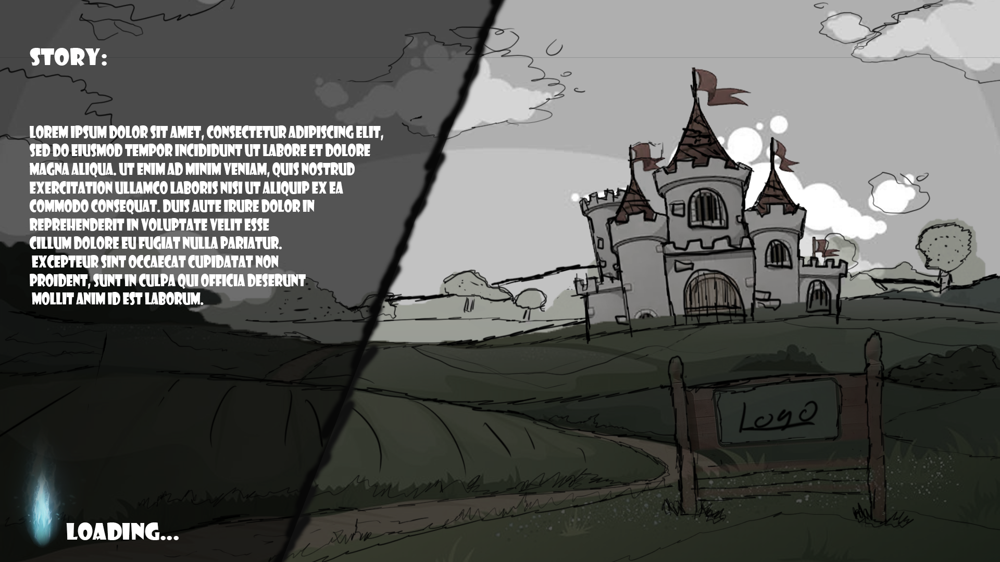 STORY:
LOREM IPSUM DOLOR SIT AMET, CONSECTETUR ADIPISCING ELIT,
SED DO EIUSMOD TEMPOR INCIDIDUNT UT LABORE ET DOLORE
MAGNA ALIQUA. UT ENIM AD MINIM VENIAM, QUIS NOSTRUD
EXERCITATION ULLAMCO LABORIS NISI UT ALIQUIP EX EA
COMMODO CONSEQUAT. DUIS AUTE IRURE DOLOR IN
REPREHENDERIT IN VOLUPTATE VELIT ESSE
CILLUM DOLORE EU FUGIAT NULLA PARIATUR.
EXCEPTEUR SINT OCCAECAT CUPIDATAT NON
PROIDENT, SUNT IN CULPA QUI OFFICIA DESERUNT
MOLLIT ANIM ID EST LABORUM.
Logo
LOADING...